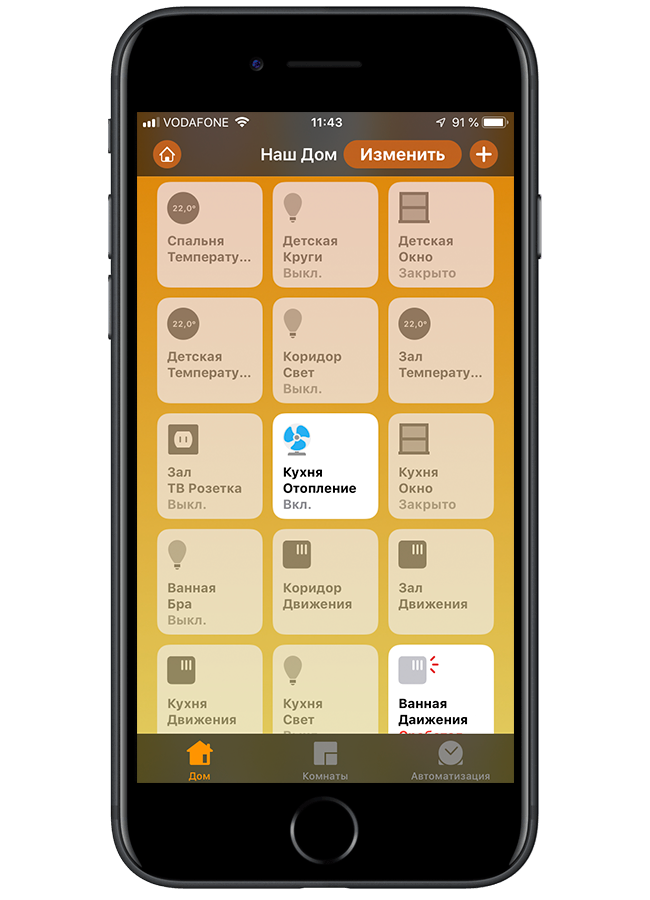 VODAFONE 11:43 91 %
Наш Дом Изменить
22,0°
Спальня
Температу...
Детская
Круги
Выкл.
Детская
Окно
Закрыто
22,0°
Детская
Температу...
Коридор
Свет
Выкл.
22,0°
Зал
Температу...
Зал
ТВ Розетка
Выкл.
Кухня
Отопление
Вкл.
Кухня
Окно
Закрыто
Ванная
Бра
Выкл.
Коридор
Движения
Зал
Движения
Кухня
Движения
Кухня
Свет
Ванная
Даижения
Дом Комнаты Автоматизация